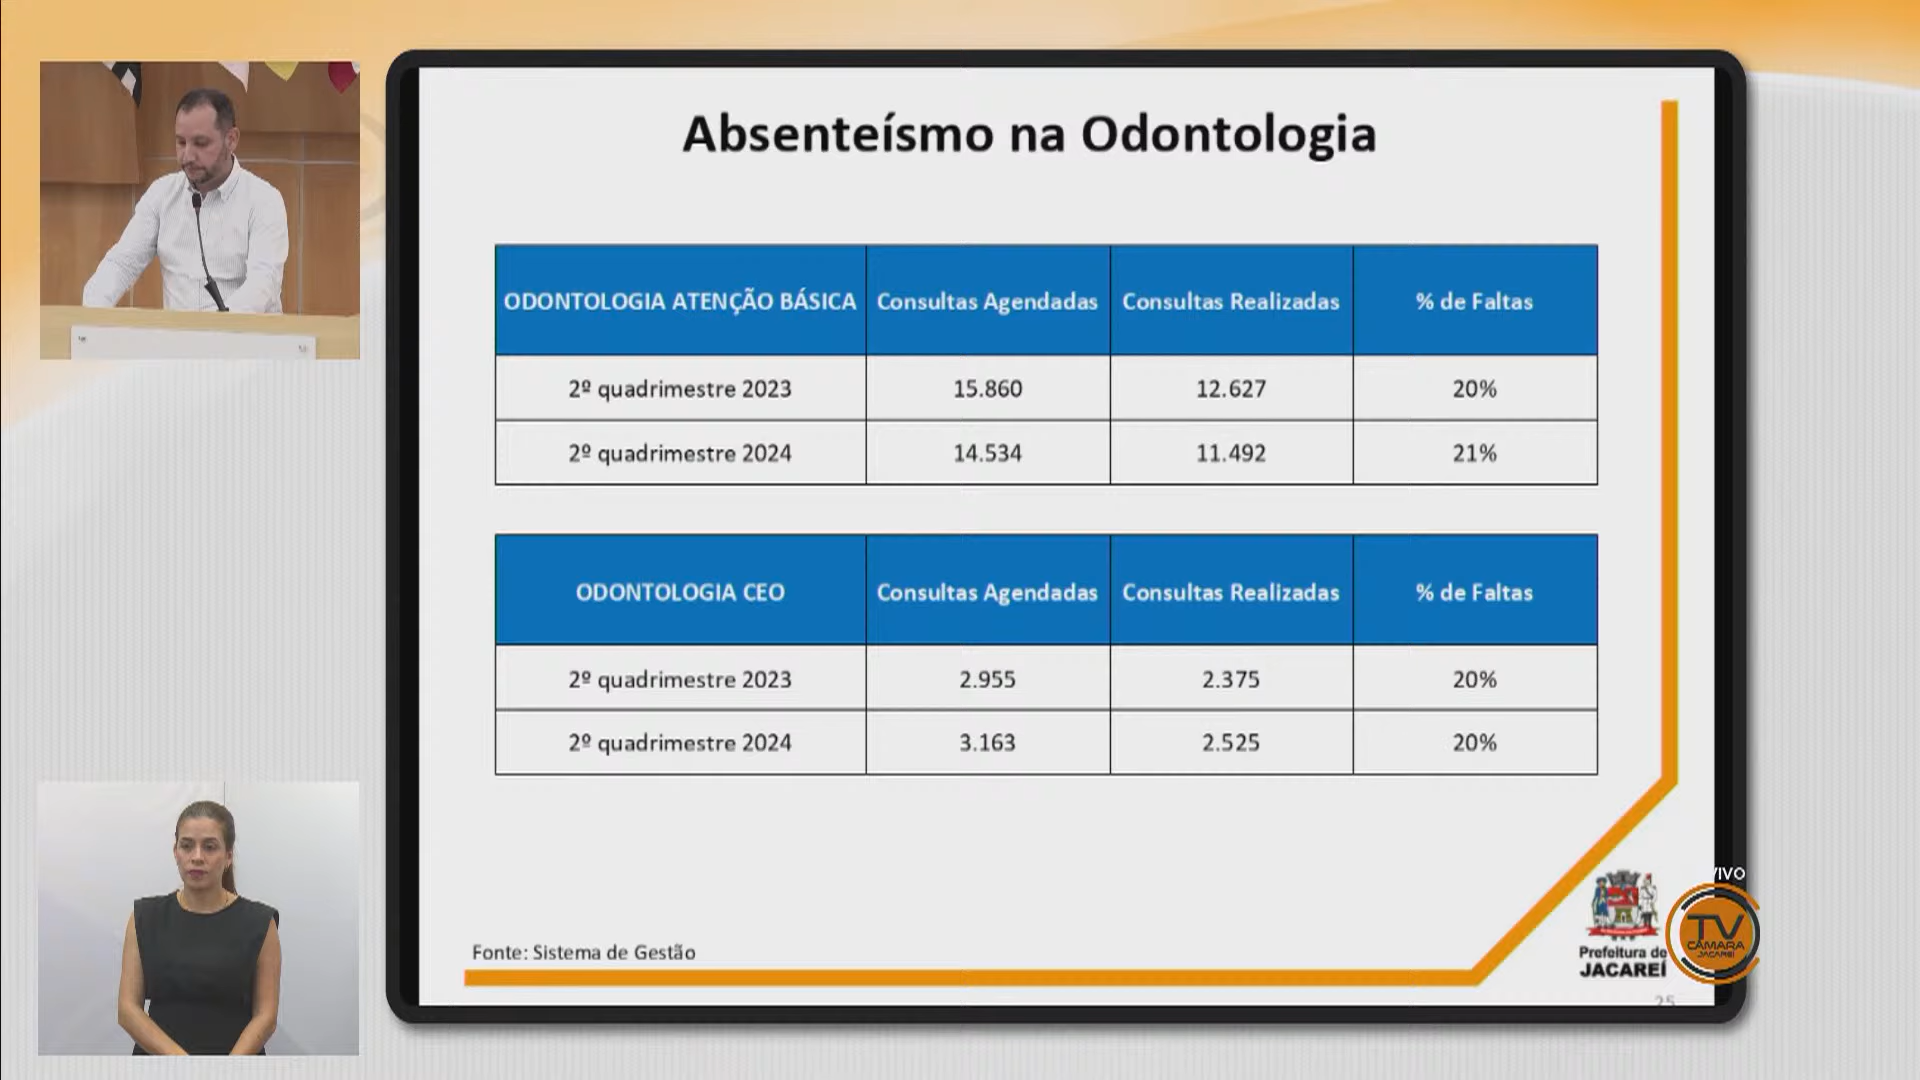 Absenteísmo na Odontologia
ODONTOLOGIA ATENÇÃO BÁSICA Consultas Agendadas Consultas Realizadas % de Faltas
2º quadrimestre 2023 15.860 12.627 20%
2º quadrimestre 2024 14.534 11.492 21%
ODONTOLOGIA CEO Consultas Agendadas Consultas Realizadas % de Faltas
2º quadrimestre 2023 2.955 2.375 20%
2º quadrimestre 2024 3.163 2.525 20%
VIVO
TV
CÂMARA
JACAREÍ
Fonte: Sistema de Gestão
Prefeitura de
JACAREÍ
25